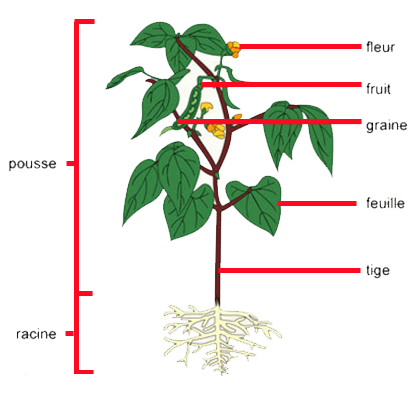 fleur
fruit
graine
pousse
feuille
tige
racine